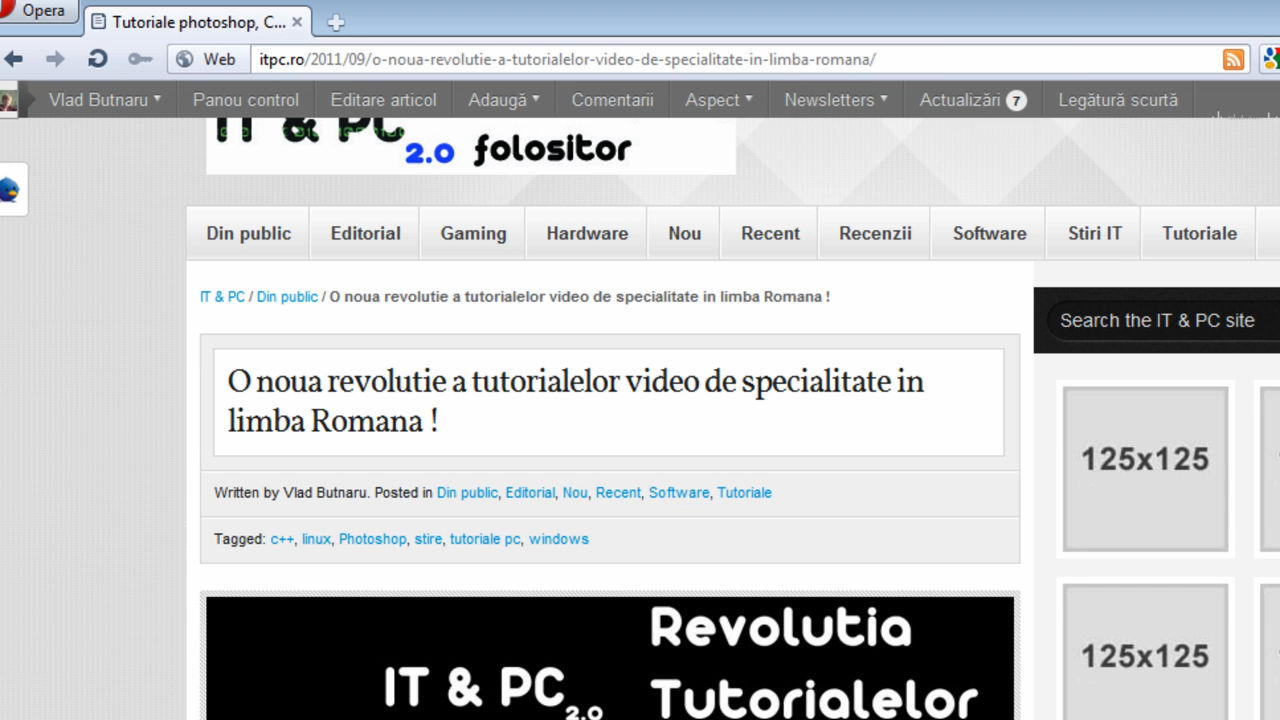 Opera
Tutoriale photoshop, C...
Web
itpc.ro/2011/09/o-noua-revolutie-a-tutorialelor-video-de-specialitate-in-limba-romana/
Vlad Butnaru
Panou control
Editare articol
Adaugă
Comentarii
Aspect
Newsletters
Actualizări 7
Legătură scurtă
IT & PC 2.0 folositor
Din public
Editorial
Gaming
Hardware
Nou
Recent
Recenzii
Software
Stiri IT
Tutoriale
IT & PC / Din public / O noua revolutie a tutorialelor video de specialitate in limba Romana !
Search the IT & PC site
O noua revolutie a tutorialelor video de specialitate in
limba Romana !
Written by Vlad Butnaru. Posted in Din public, Editorial, Nou, Recent, Software, Tutoriale
Tagged: c++, linux, Photoshop, stire, tutoriale pc, windows
125x125
125x125
Revolutia
IT & PC 2.0
Tutorialelor